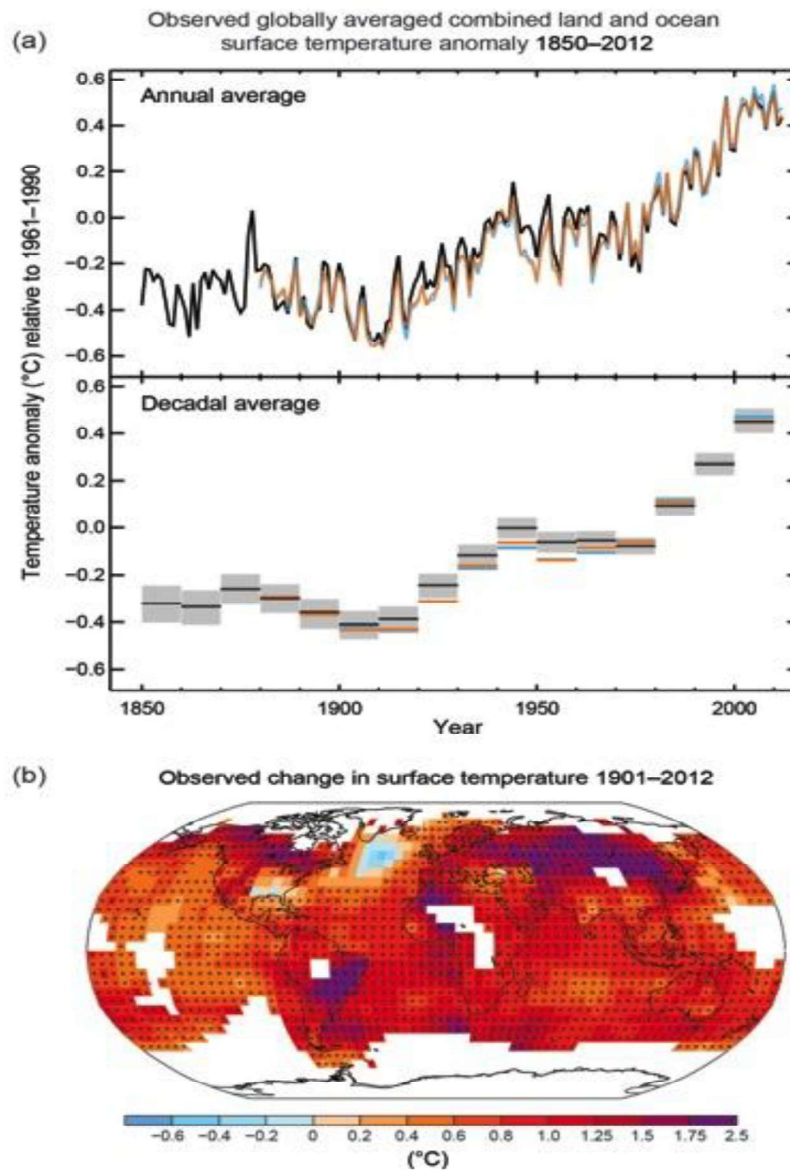 (a)
Observed globally averaged combined land and ocean
surface temperature anomaly 1850–2012
Temperature anomaly (°C) relative to 1961–1990
Annual average
0.6
0.4
0.2
0.0
−0.2
−0.4
−0.6
Decadal average
0.6
0.4
0.2
0.0
−0.2
−0.4
−0.6
1850
1900
1950
2000
Year
(b)
Observed change in surface temperature 1901–2012
−0.6 −0.4 −0.2 0 0.2 0.4 0.6 0.8 1.0 1.25 1.5 1.75 2.5
(°C)